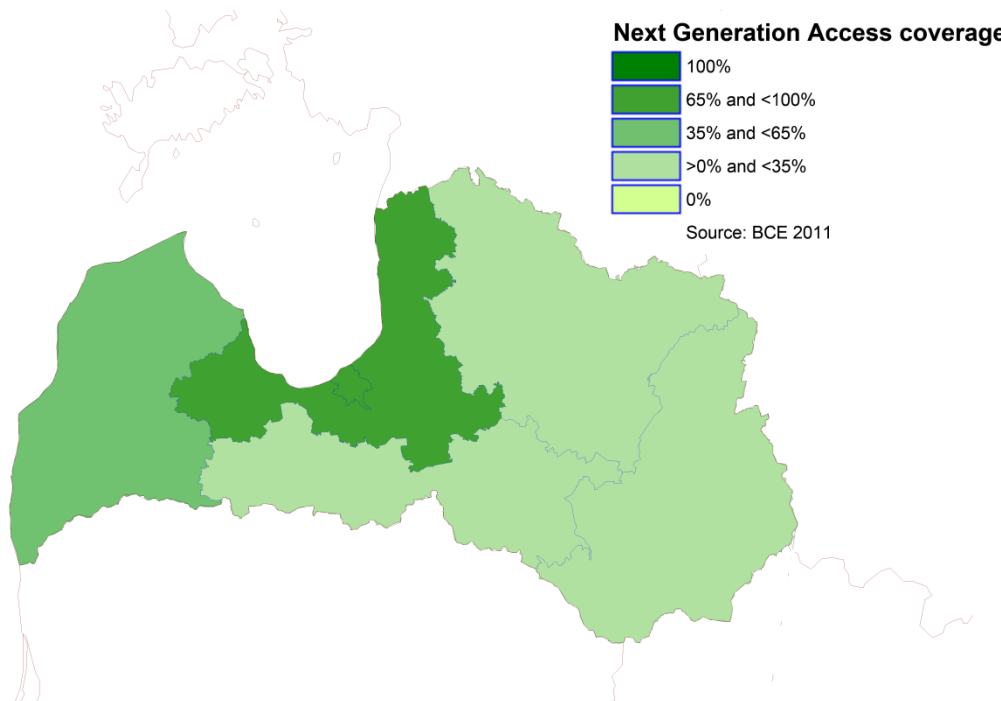 Next Generation Access coverage
100%
65% and <100%
35% and <65%
>0% and <35%
0%
Source: BCE 2011